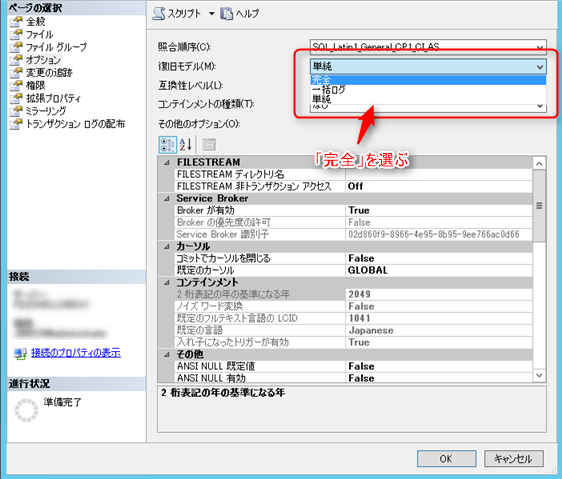 ページの選択
全般
ファイル
ファイル グループ
オプション
変更の追跡
権限
拡張プロパティ
ミラーリング
トランザクション ログの配布
接続
接続のプロパティの表示
進行状況
準備完了
スクリプト
ヘルプ
照合順序(C):
SQL_Latin1_General_CP1_CI_AS
復旧モデル(M):
単純
完全
一括ログ
単純
互換性レベル(L):
コンテインメントの種類(T):
なし
その他のオプション(O):
「完全」を選ぶ
FILESTREAM
FILESTREAM ディレクトリ名
FILESTREAM 非トランザクション アクセス Off
Service Broker
Broker が有効 True
Broker の優先度の許可 False
Service Broker 識別子 02d860f9-8966-4e95-8b95-9ee766ac0d66
カーソル
コミットでカーソルを閉じる False
既定のカーソル GLOBAL
コンテインメント
2 桁表記の年の基準になる年 2049
ノイズ ワード変換 False
既定のフルテキスト言語の LCID 1041
既定の言語 Japanese
入れ子になったトリガーが有効 True
その他
ANSI NULL 既定値 False
ANSI NULL 有効 False
2 桁表記の年の基準になる年
OK
キャンセル